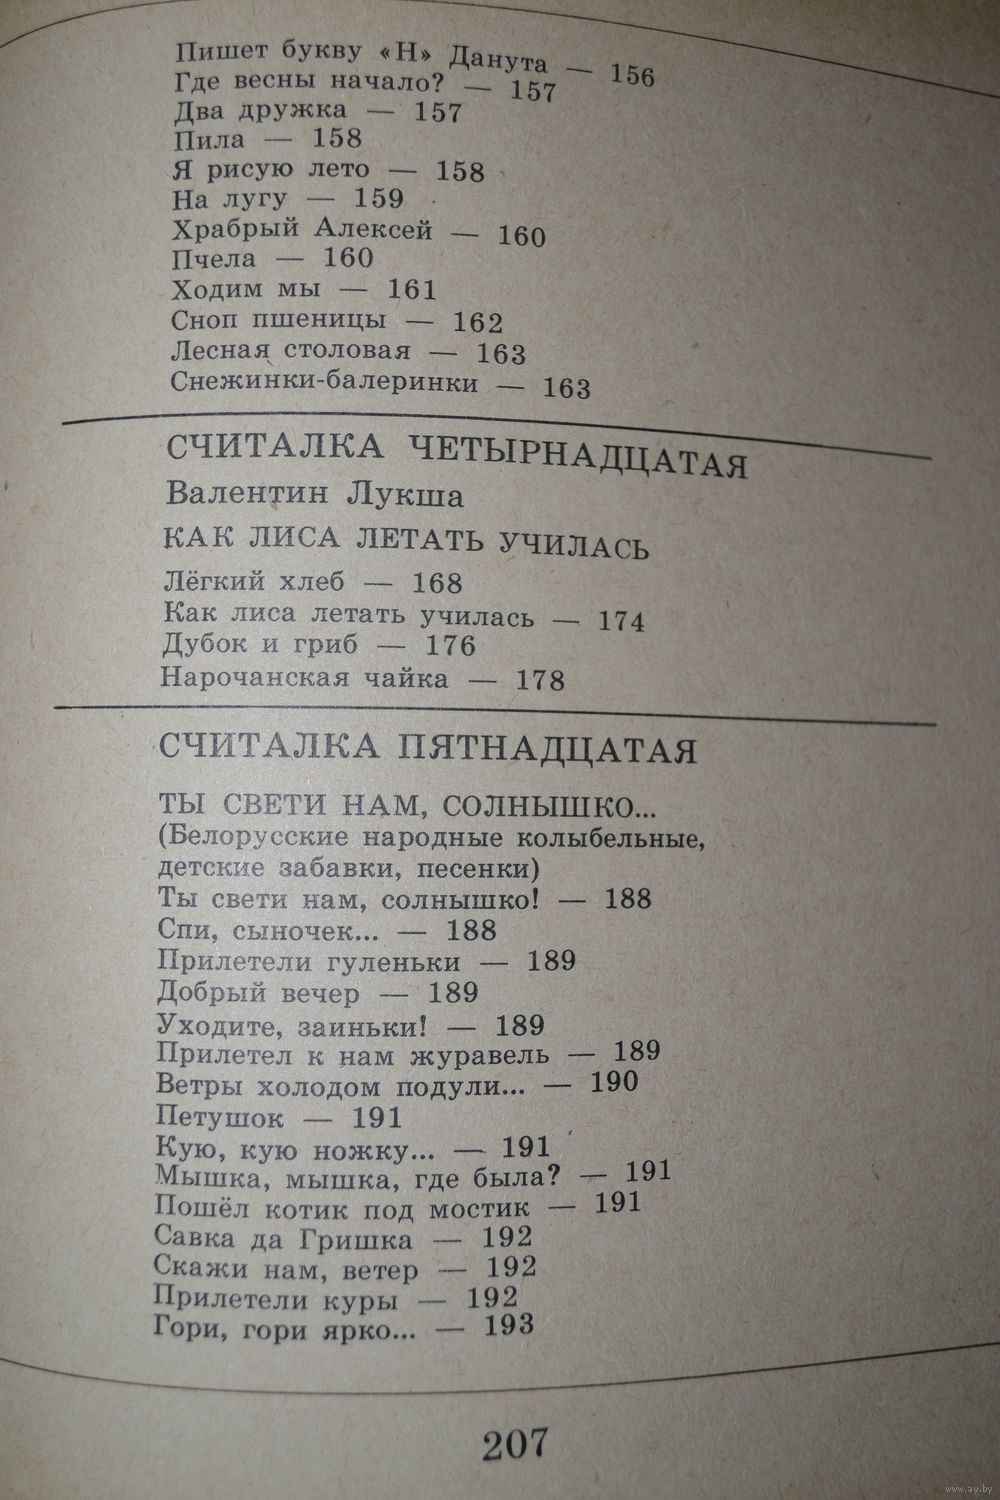 Пишет букву «Н» Данута — 156
Где весны начало? — 157
Два дружка — 157
Пила — 158
Я рисую лето — 158
На лугу — 159
Храбрый Алексей — 160
Пчела — 160
Ходим мы — 161
Сноп пшеницы — 162
Лесная столовая — 163
Снежинки-балеринки — 163
СЧИТАЛКА ЧЕТЫРНАДЦАТАЯ
Валентин Лукша
КАК ЛИСА ЛЕТАТЬ УЧИЛАСЬ
Лёгкий хлеб — 168
Как лиса летать училась — 174
Дубок и гриб — 176
Нарочанская чайка — 178
СЧИТАЛКА ПЯТНАДЦАТАЯ
ТЫ СВЕТИ НАМ, СОЛНЫШКО...
(Белорусские народные колыбельные,
детские забавки, песенки)
Ты свети нам, солнышко! — 188
Спи, сыночек... — 188
Прилетели гуленьки — 189
Добрый вечер — 189
Уходите, заиньки! — 189
Прилетел к нам журавель — 189
Ветры холодом подули... — 190
Петушок — 191
Кую, кую ножку... — 191
Мышка, мышка, где была? — 191
Пошёл котик под мостик — 191
Савка да Гришка — 192
Скажи нам, ветер — 192
Прилетели куры — 192
Гори, гори ярко... — 193
207
www.ay.by